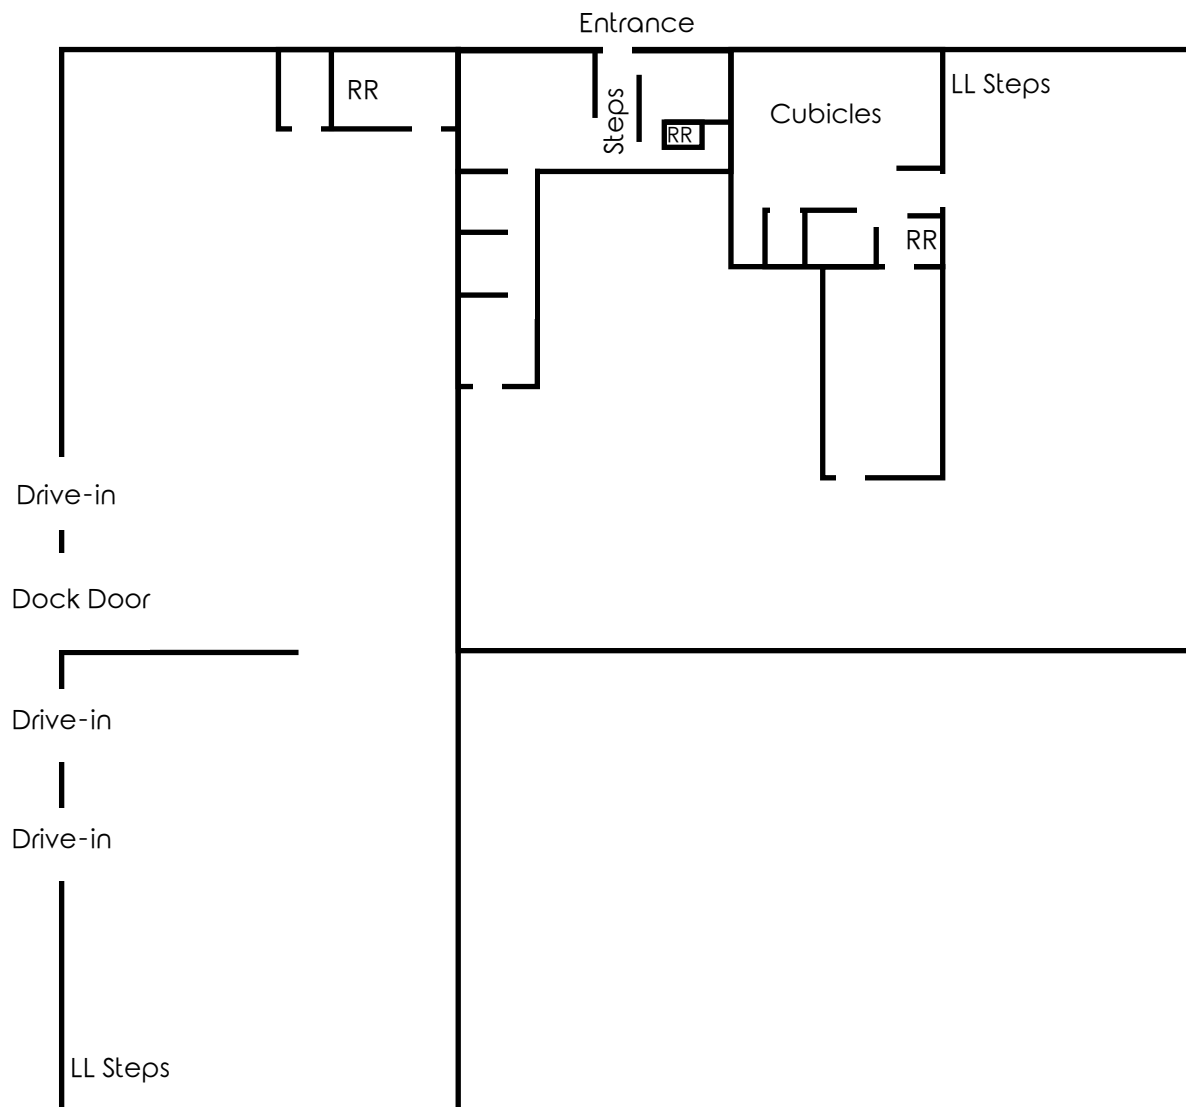 Entrance
RR
Steps
RR
Cubicles
LL Steps
RR
Drive-in
Dock Door
Drive-in
Drive-in
LL Steps